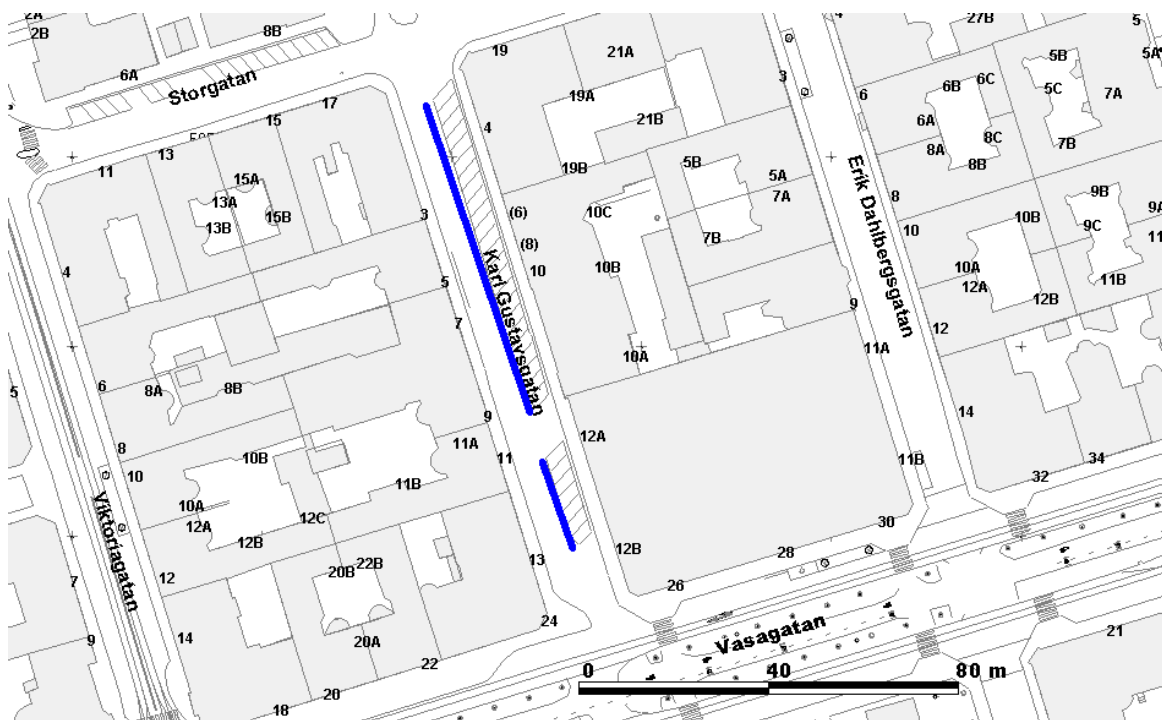 2A
2B
8B
6A
Storgatan
17
15
13
11
15A
13A
15B
13B
19
21A
19A
21B
19B
4
3
27B
5
5A
5B
6C
6B
5C
7A
6
6A
8C
8A
8B
7B
5B
5A
7A
7B
Erik Dahlbergsgatan
8
10
9B
9A
9C
11
11B
10B
10A
12A
12B
12
3
(6)
(8)
10
10C
10B
10A
Karl Gustavsgatan
4
5
7
9
11A
11
11B
6
8A
8B
8
10
10B
10A
12A
12B
12C
5
Viktoriagatan
12
14
7
9
12A
12B
13
9
11A
11B
14
32
34
30
28
26
24
22B
20B
20A
22
20
18
Vasagatan
21
0 40 80 m